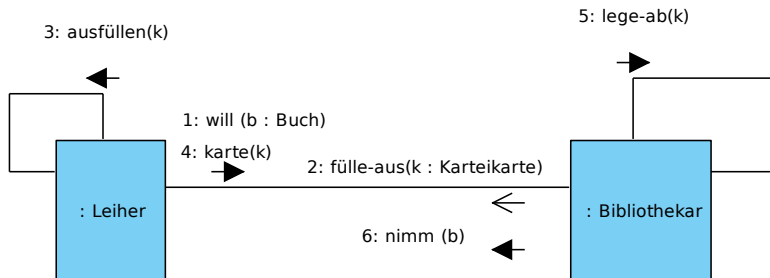 5: lege-ab(k)
3: ausfüllen(k)
1: will (b : Buch)
4: karte(k)
2: fülle-aus(k : Karteikarte)
: Leiher
: Bibliothekar
6: nimm (b)